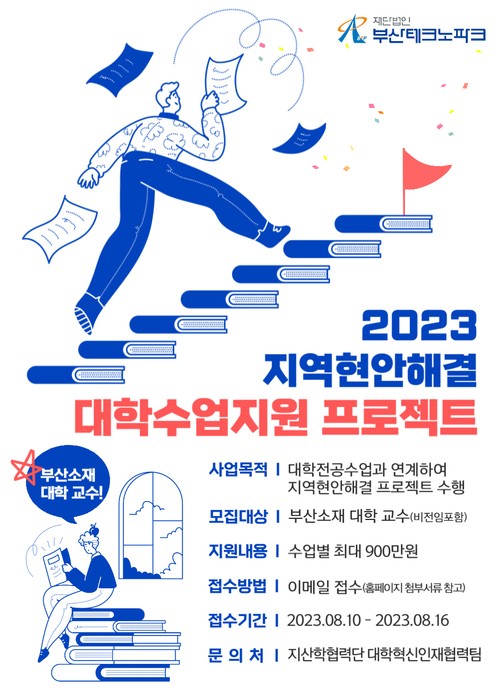 재단법인
부산테크노파크
2023
지역현안해결
대학수업지원 프로젝트
부산소재
대학 교수!
사업목적 | 대학전공수업과 연계하여
지역현안해결 프로젝트 수행
모집대상 | 부산소재 대학 교수(비전임포함)
지원내용 | 수업별 최대 900만원
접수방법 | 이메일 접수(홈페이지 첨부서류 참고)
접수기간 | 2023.08.10 - 2023.08.16
문 의 처 | 지산학협력단 대학혁신인재협력팀